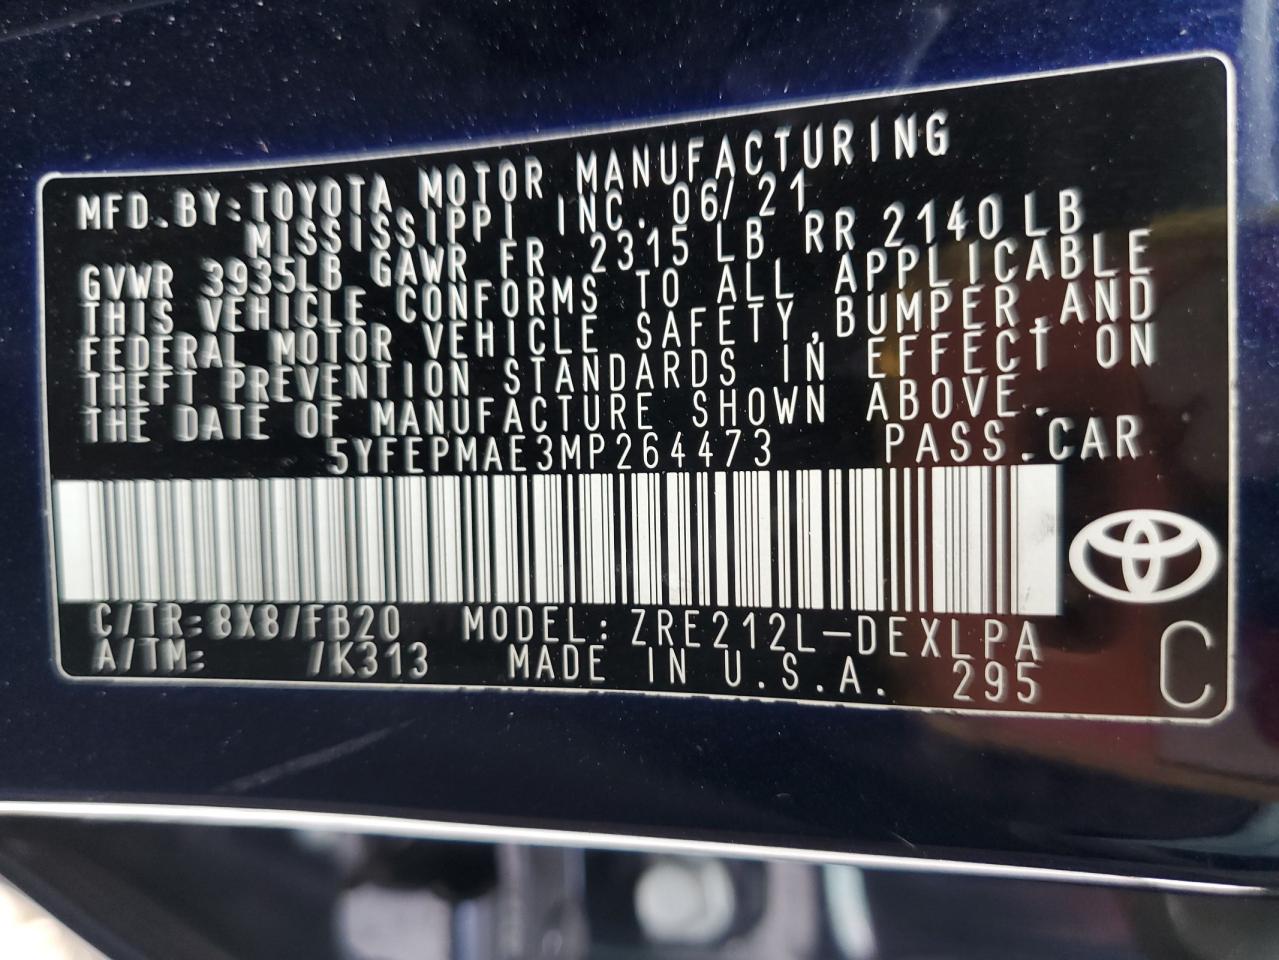 MFD.BY:TOYOTA MOTOR MANUFACTURING
MISSISSIPPI INC. 06/21
GVWR 3935LB GAWR FR 2315 LB RR 2140 LB
THIS VEHICLE CONFORMS TO ALL APPLICABLE
FEDERAL MOTOR VEHICLE SAFETY,BUMPER,AND
THEFT PREVENTION STANDARDS IN EFFECT ON
THE DATE OF MANUFACTURE SHOWN ABOVE.
5YFEPMAE3MP264473 PASS.CAR
C/TR:8X8/FB20 MODEL:ZRE212L-DEXLPA
A/TM: /K313 MADE IN U.S.A. 295 C